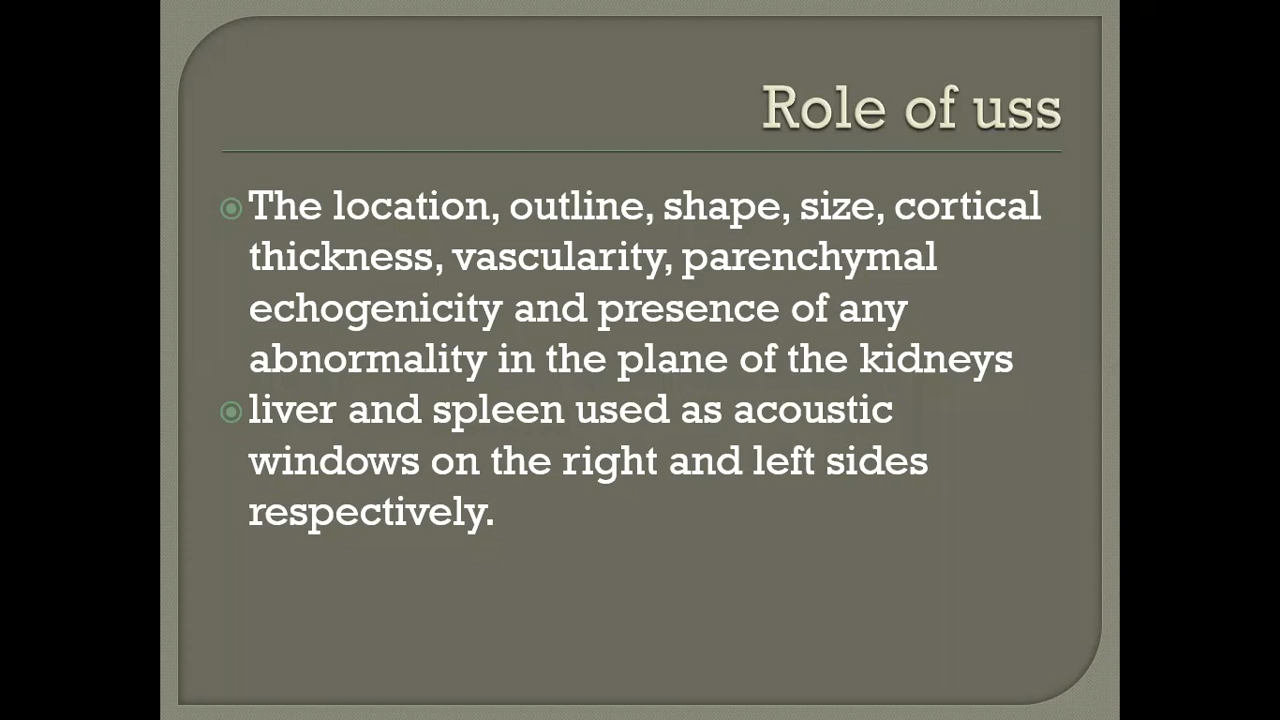 Role of uss
The location, outline, shape, size, cortical
thickness, vascularity, parenchymal
echogenicity and presence of any
abnormality in the plane of the kidneys
liver and spleen used as acoustic
windows on the right and left sides
respectively.